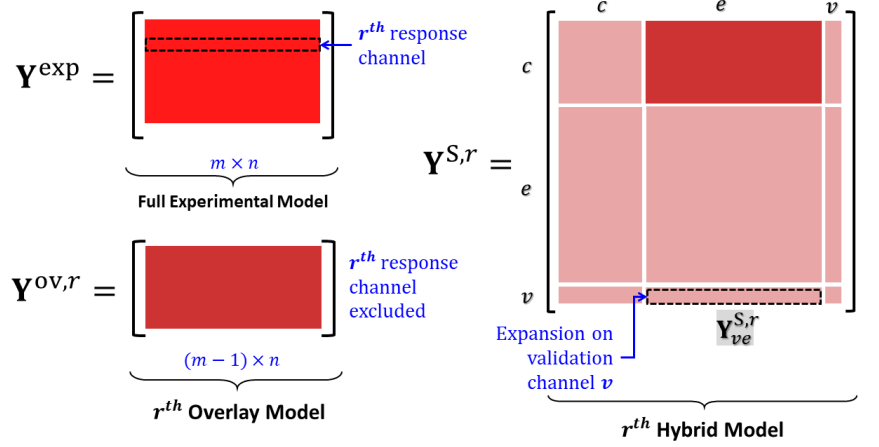 Y^exp =
r^th response
channel
m × n
Full Experimental Model
Y^ov,r =
r^th response
channel
excluded
(m − 1) × n
r^th Overlay Model
c e v
Y^S,r =
c
e
v
Y_ve^S,r
Expansion on
validation
channel v
r^th Hybrid Model